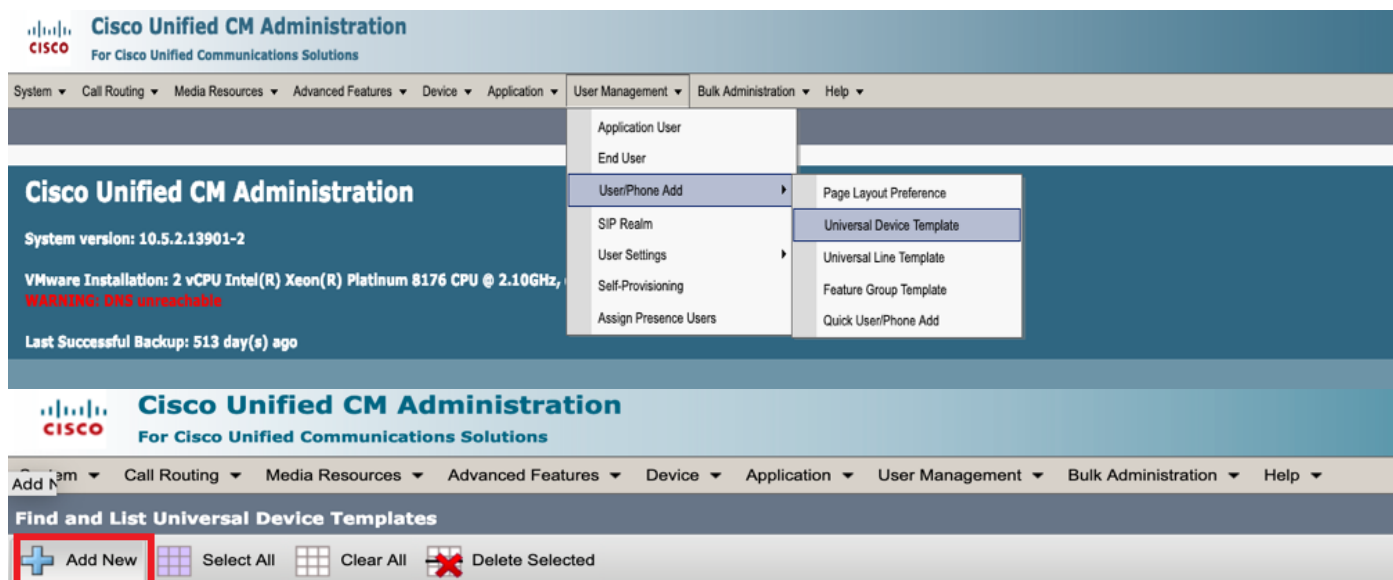 Cisco Unified CM Administration
CISCO
For Cisco Unified Communications Solutions
System Call Routing Media Resources Advanced Features Device Application User Management Bulk Administration Help
Application User
End User
User/Phone Add
SIP Realm
User Settings
Self-Provisioning
Assign Presence Users
Page Layout Preference
Universal Device Template
Universal Line Template
Feature Group Template
Quick User/Phone Add
Cisco Unified CM Administration
System version: 10.5.2.13901-2
VMware Installation: 2 vCPU Intel(R) Xeon(R) Platinum 8176 CPU @ 2.10GHz,
WARNING: DNS unreachable
Last Successful Backup: 513 day(s) ago
Cisco Unified CM Administration
CISCO
For Cisco Unified Communications Solutions
Call Routing Media Resources Advanced Features Device Application User Management Bulk Administration Help
Add
Find and List Universal Device Templates
Add New Select All Clear All Delete Selected